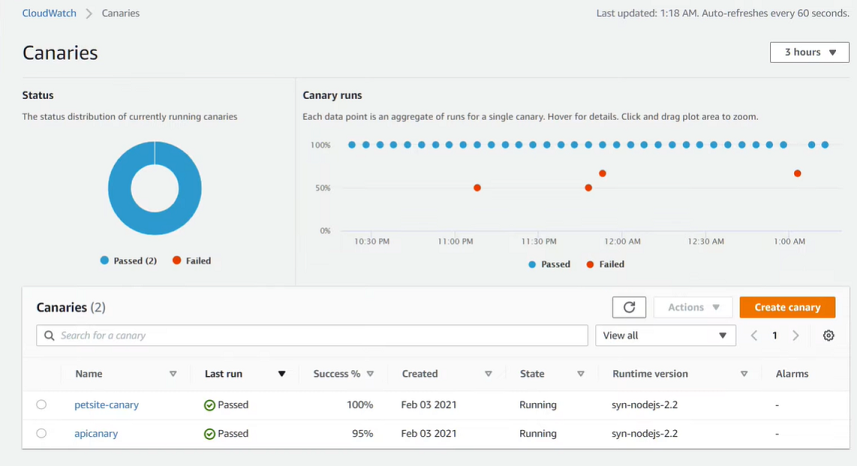 CloudWatch > Canaries
Last updated: 1:18 AM. Auto-refreshes every 60 seconds.
Canaries
3 hours
Status
The status distribution of currently running canaries
Passed (2) Failed
Canary runs
Each data point is an aggregate of runs for a single canary. Hover for details. Click and drag plot area to zoom.
100%
50%
0%
10:30 PM 11:00 PM 11:30 PM 12:00 AM 12:30 AM 1:00 AM
Passed Failed
Canaries (2)
Actions
Create canary
Search for a canary
View all
1
Name Last run Success % Created State Runtime version Alarms
petsite-canary Passed 100% Feb 03 2021 Running syn-nodejs-2.2 -
apicanary Passed 95% Feb 03 2021 Running syn-nodejs-2.2 -